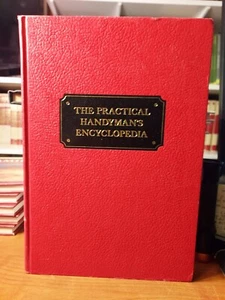 THE PRACTICAL
HANDYMAN'S
ENCYCLOPEDIA